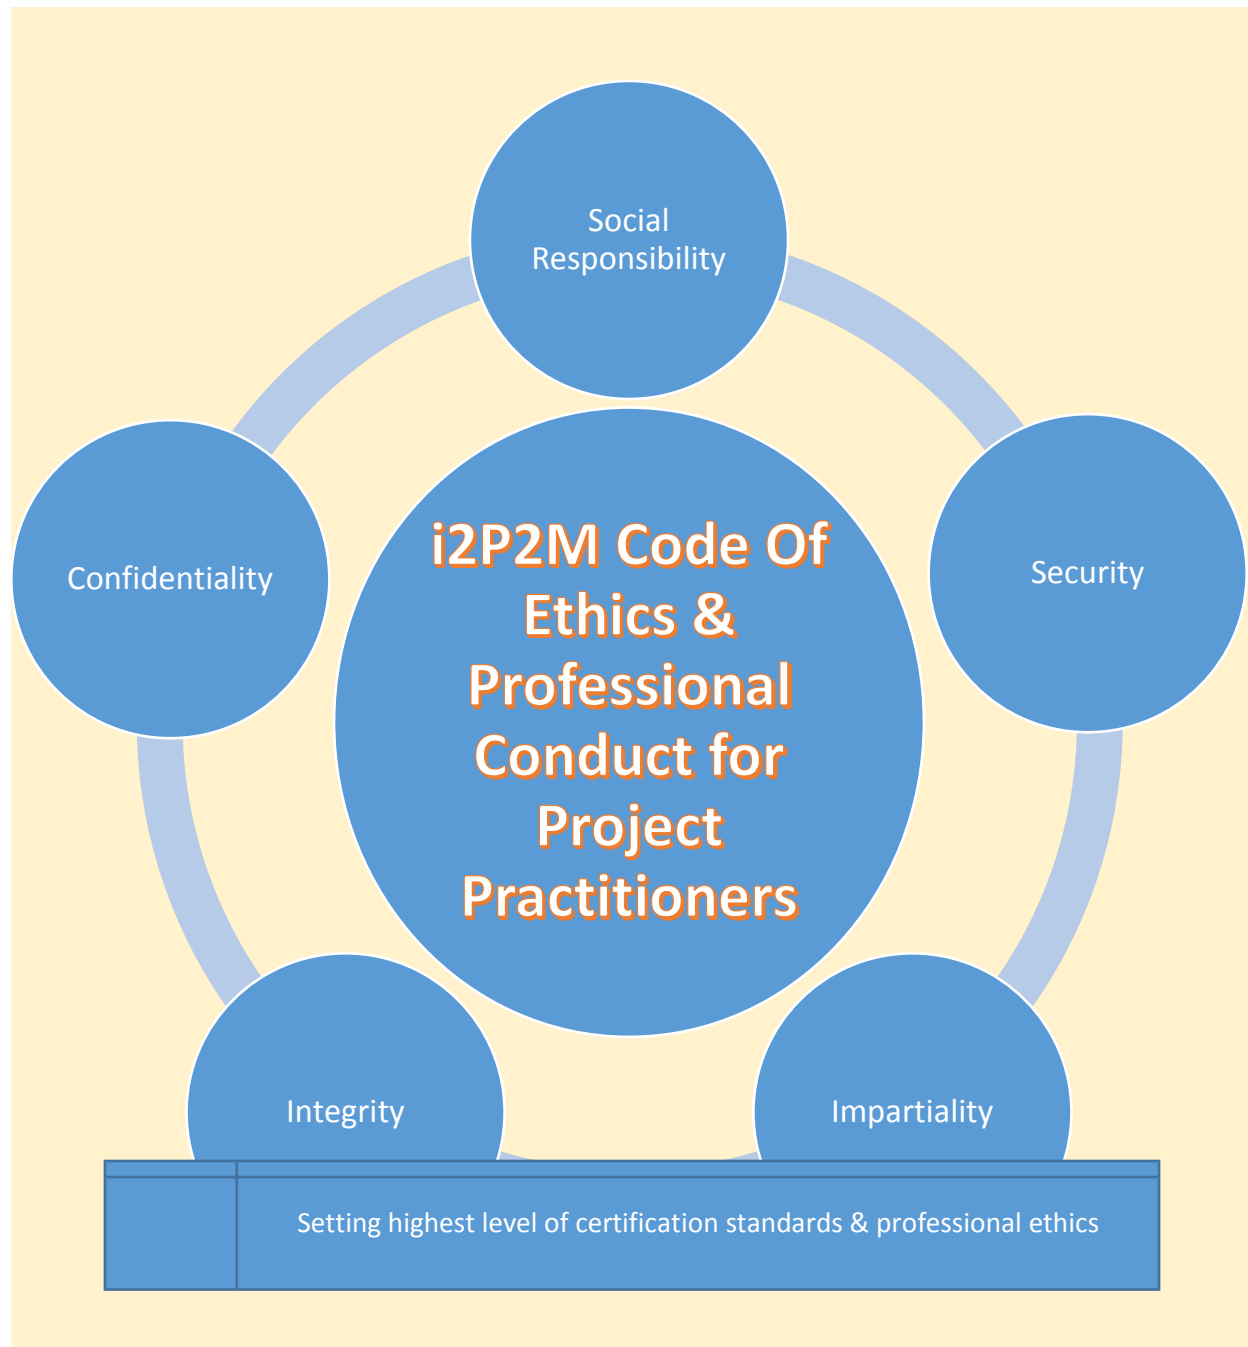 Social
Responsibility
Security
Confidentiality
i2P2M Code Of
Ethics &
Professional
Conduct for
Project
Practitioners
Integrity
Impartiality
Setting highest level of certification standards & professional ethics